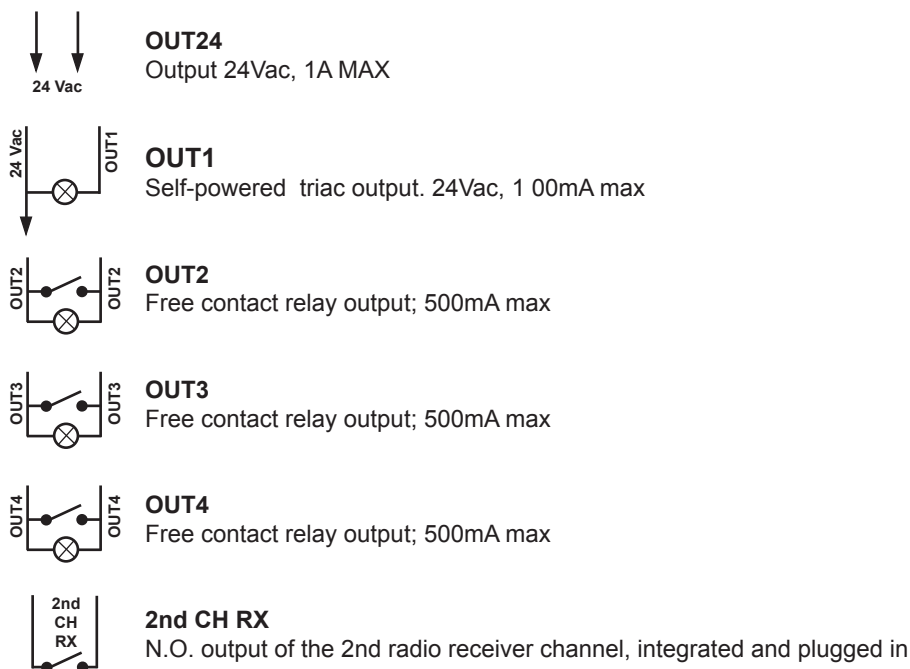 24 Vac
OUT24
Output 24Vac, 1A MAX
24 Vac
OUT1
OUT1
Self-powered triac output. 24Vac, 1 00mA max
OUT2
OUT2
OUT2
Free contact relay output; 500mA max
OUT3
OUT3
OUT3
Free contact relay output; 500mA max
OUT4
OUT4
OUT4
Free contact relay output; 500mA max
2nd
CH
RX
2nd CH RX
N.O. output of the 2nd radio receiver channel, integrated and plugged in